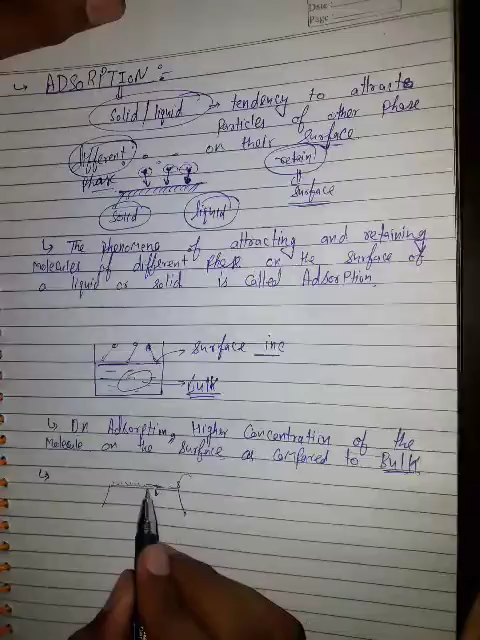 Date
Page
↳ ADSORPTION :-
solid / liquid → tendency to attracts
Particles of other phase
on their surface
different
phase
retain
surface
solid
liquid
↳ The phenomena of attracting and retaining
molecules of different phase on the surface of
a liquid or solid is called Adsorption.
→ surface inc
→ Bulk
↳ In Adsorption, Higher Concentration of the
Molecule on the surface as compared to Bulk
↳